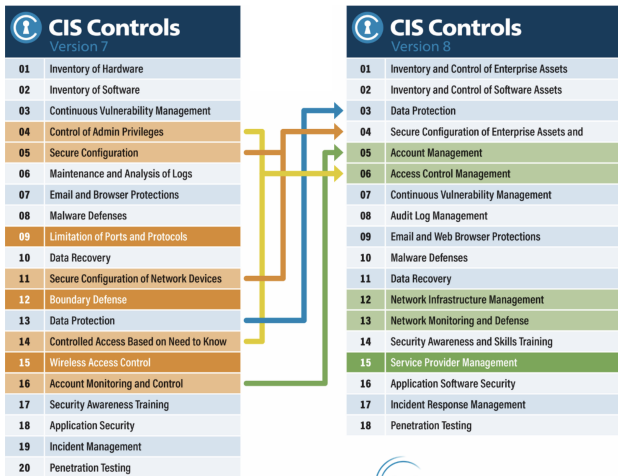 CIS Controls
Version 7
01 Inventory of Hardware
02 Inventory of Software
03 Continuous Vulnerability Management
04 Control of Admin Privileges
05 Secure Configuration
06 Maintenance and Analysis of Logs
07 Email and Browser Protections
08 Malware Defenses
09 Limitation of Ports and Protocols
10 Data Recovery
11 Secure Configuration of Network Devices
12 Boundary Defense
13 Data Protection
14 Controlled Access Based on Need to Know
15 Wireless Access Control
16 Account Monitoring and Control
17 Security Awareness Training
18 Application Security
19 Incident Management
20 Penetration Testing
CIS Controls
Version 8
01 Inventory and Control of Enterprise Assets
02 Inventory and Control of Software Assets
03 Data Protection
04 Secure Configuration of Enterprise Assets and
05 Account Management
06 Access Control Management
07 Continuous Vulnerability Management
08 Audit Log Management
09 Email and Web Browser Protections
10 Malware Defenses
11 Data Recovery
12 Network Infrastructure Management
13 Network Monitoring and Defense
14 Security Awareness and Skills Training
15 Service Provider Management
16 Application Software Security
17 Incident Response Management
18 Penetration Testing